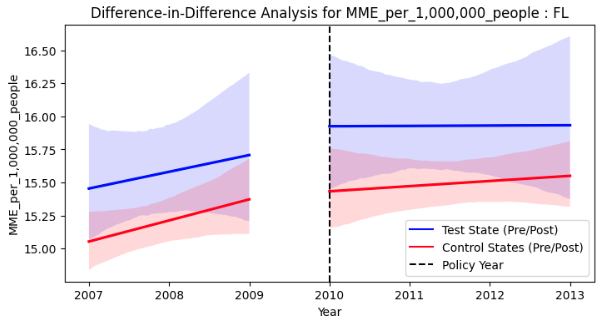 Difference-in-Difference Analysis for MME_per_1,000,000_people : FL
MME_per_1,000,000_people
16.50
16.25
16.00
15.75
15.50
15.25
15.00
Test State (Pre/Post)
Control States (Pre/Post)
Policy Year
2007 2008 2009 2010 2011 2012 2013
Year